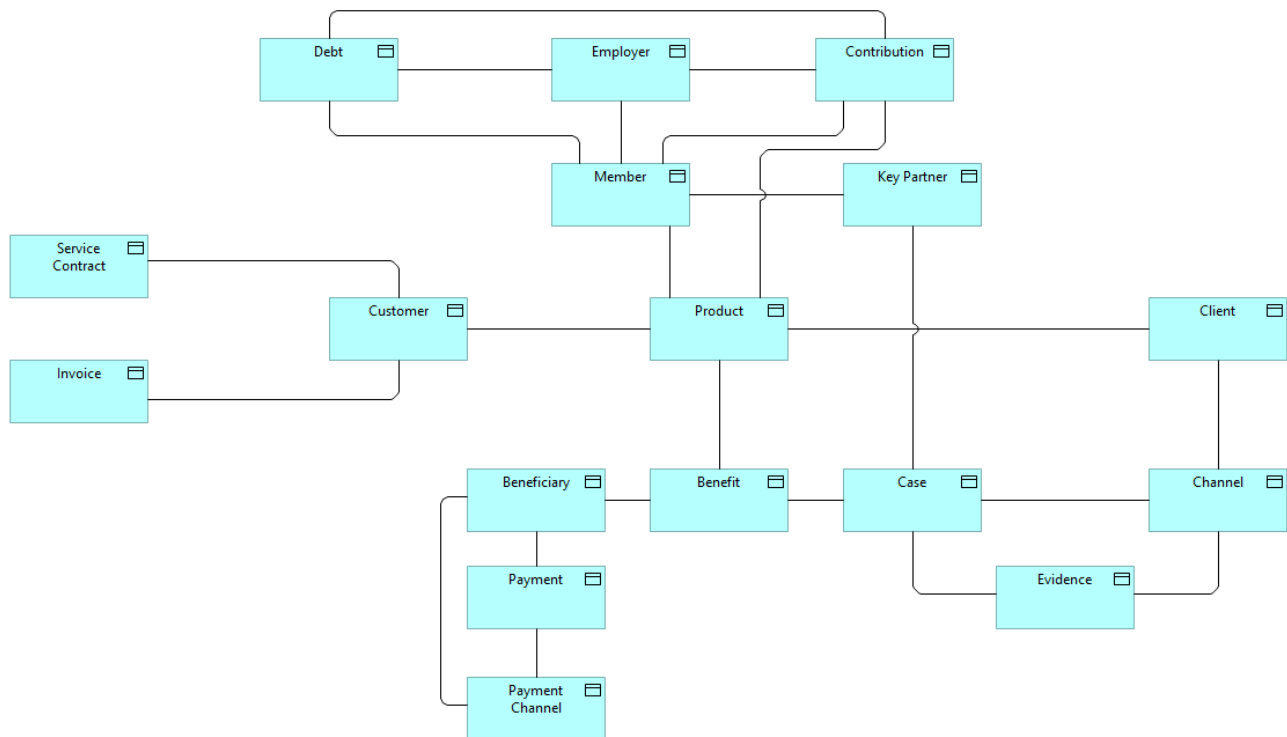 Debt
Employer
Contribution
Member
Key Partner
Service
Contract
Customer
Product
Client
Invoice
Beneficiary
Benefit
Case
Channel
Payment
Evidence
Payment
Channel